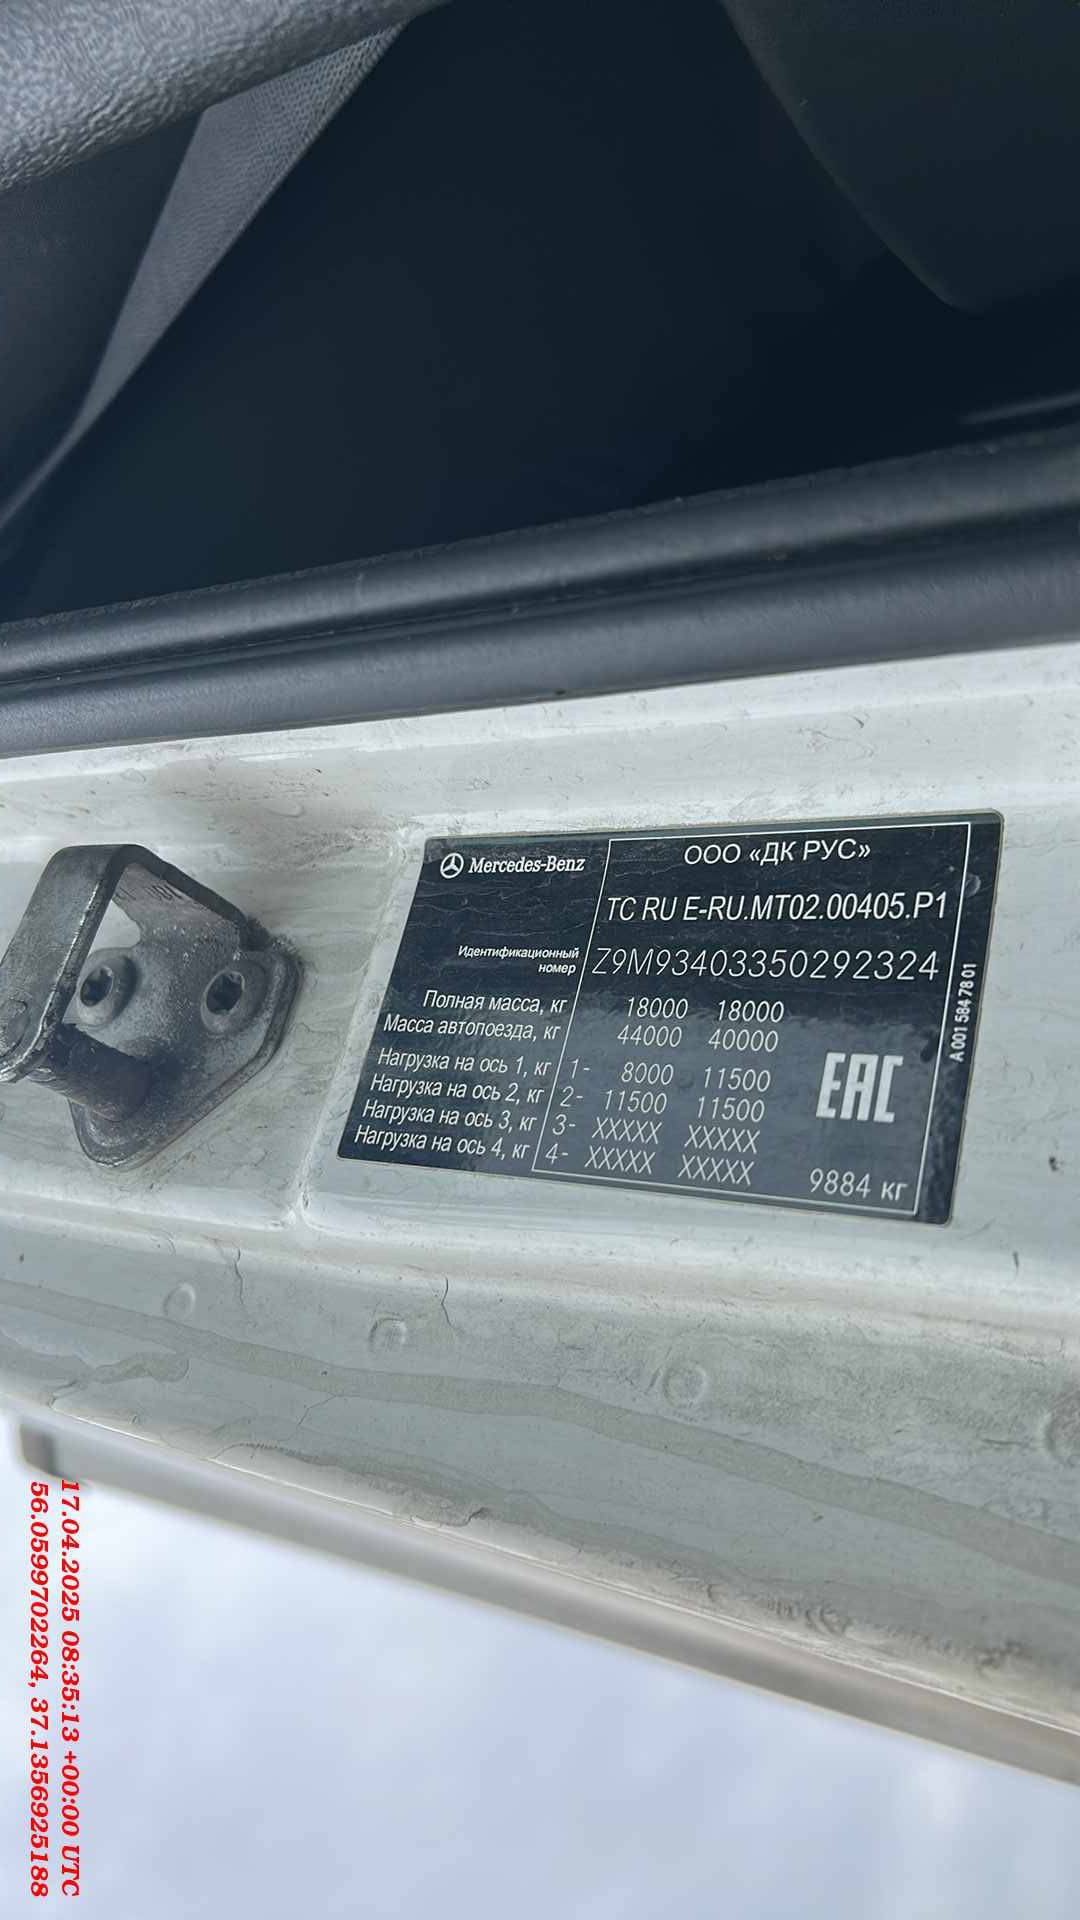 Mercedes-Benz
ООО «ДК РУС»
ТС RU E-RU.MT02.00405.P1
Идентификационный
номер
Z9M93403350292324
Полная масса, кг 18000 18000
Масса автопоезда, кг 44000 40000
Нагрузка на ось 1, кг 1- 8000 11500
Нагрузка на ось 2, кг 2- 11500 11500
Нагрузка на ось 3, кг 3- XXXXX XXXXX
Нагрузка на ось 4, кг 4- XXXXX XXXXX
EAC
9884 кг
A 001 584 78 01
17.04.2025 08:35:13 +00:00 UTC
56.0599702264, 37.1356925188